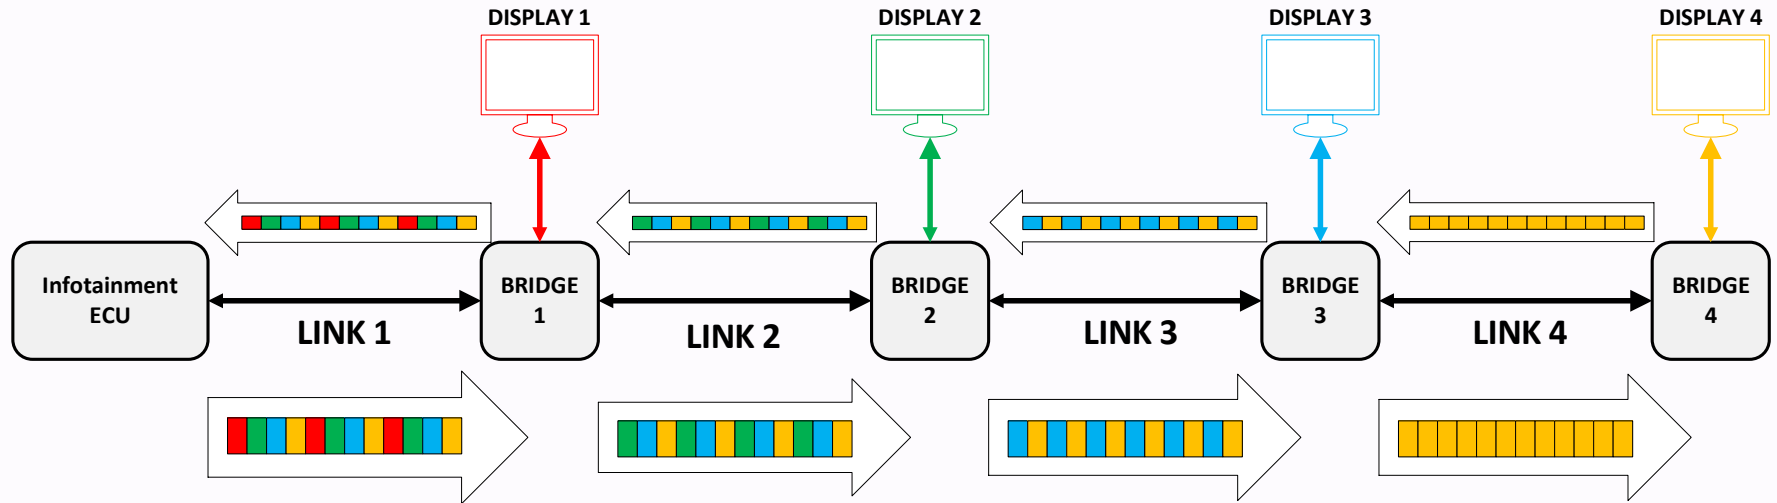 DISPLAY 1
DISPLAY 2
DISPLAY 3
DISPLAY 4
Infotainment
ECU
LINK 1
BRIDGE
1
LINK 2
BRIDGE
2
LINK 3
BRIDGE
3
LINK 4
BRIDGE
4